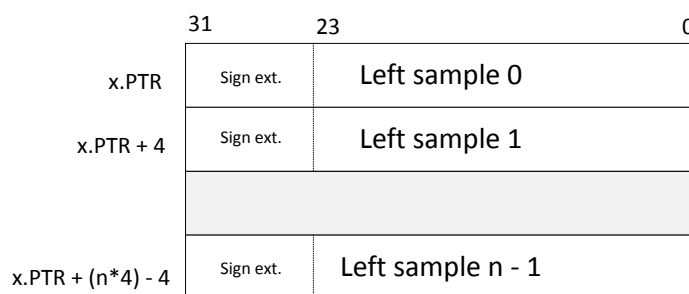 31 23 0
x.PTR Sign ext. Left sample 0
x.PTR + 4 Sign ext. Left sample 1
x.PTR + (n*4) - 4 Sign ext. Left sample n - 1